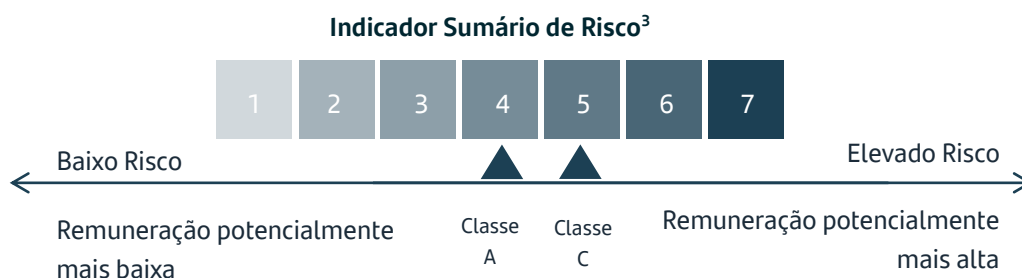 Indicador Sumário de Risco³
1 2 3 4 5 6 7
Baixo Risco
Elevado Risco
Remuneração potencialmente
mais baixa
Classe
A
Classe
C
Remuneração potencialmente
mais alta